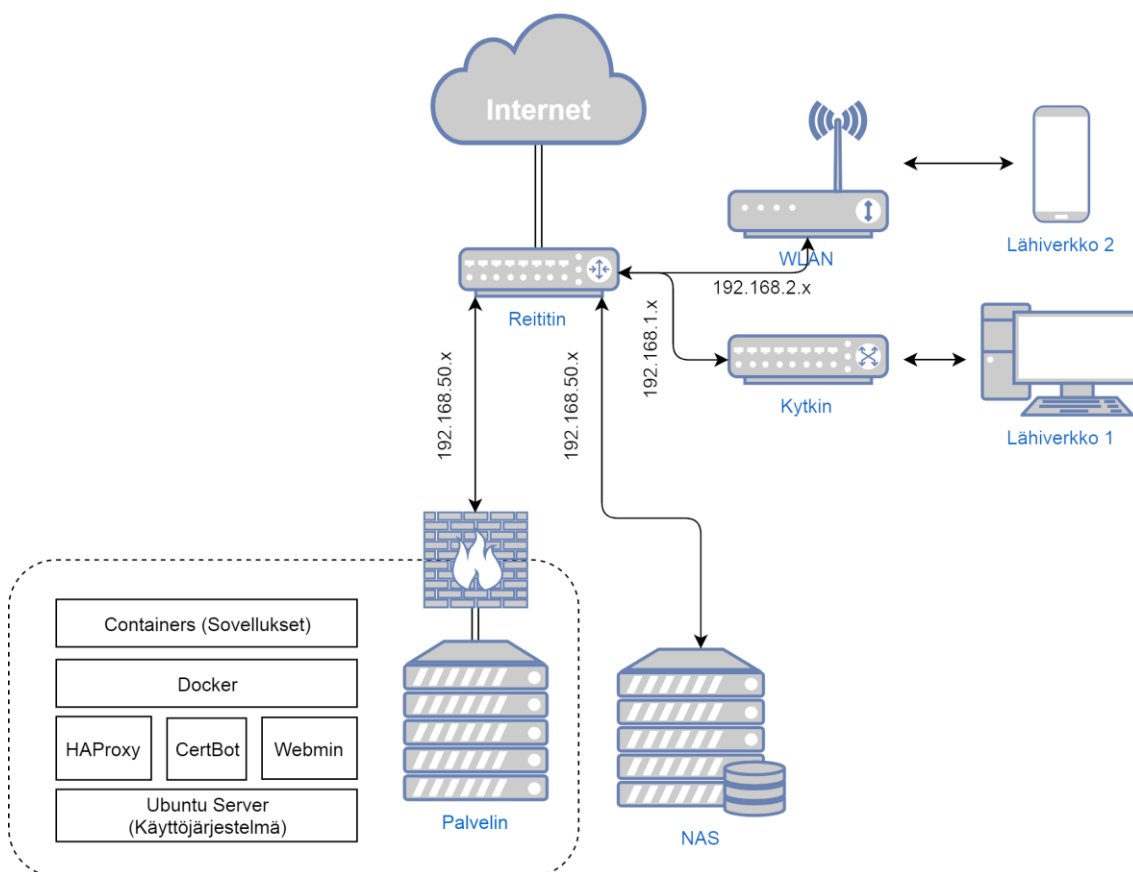 Internet
WLAN
Lähiverkko 2
192.168.2.x
Reititin
192.168.1.x
192.168.50.x
192.168.50.x
Kytkin
Lähiverkko 1
Containers (Sovellukset)
Docker
HAProxy
CertBot
Webmin
Ubuntu Server
(Käyttöjärjestelmä)
Palvelin
NAS